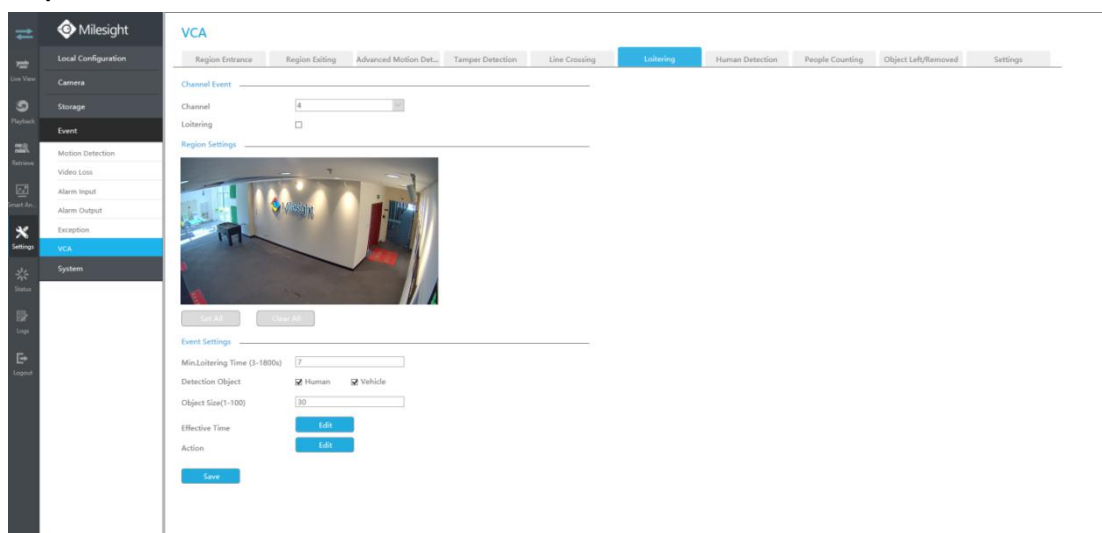 Milesight
Live View
Playback
Retrieve
Smart An...
Settings
Status
Logs
Logout
Local Configuration
Camera
Storage
Event
Motion Detection
Video Loss
Alarm Input
Alarm Output
Exception
VCA
System
VCA
Region Entrance Region Exiting Advanced Motion Det... Tamper Detection Line Crossing Loitering Human Detection People Counting Object Left/Removed Settings
Channel Event
Channel 4
Loitering
Region Settings
Milesight
Set All Clear All
Event Settings
Min.Loitering Time (3-1800s) 7
Detection Object Human Vehicle
Object Size(1-100) 30
Effective Time Edit
Action Edit
Save